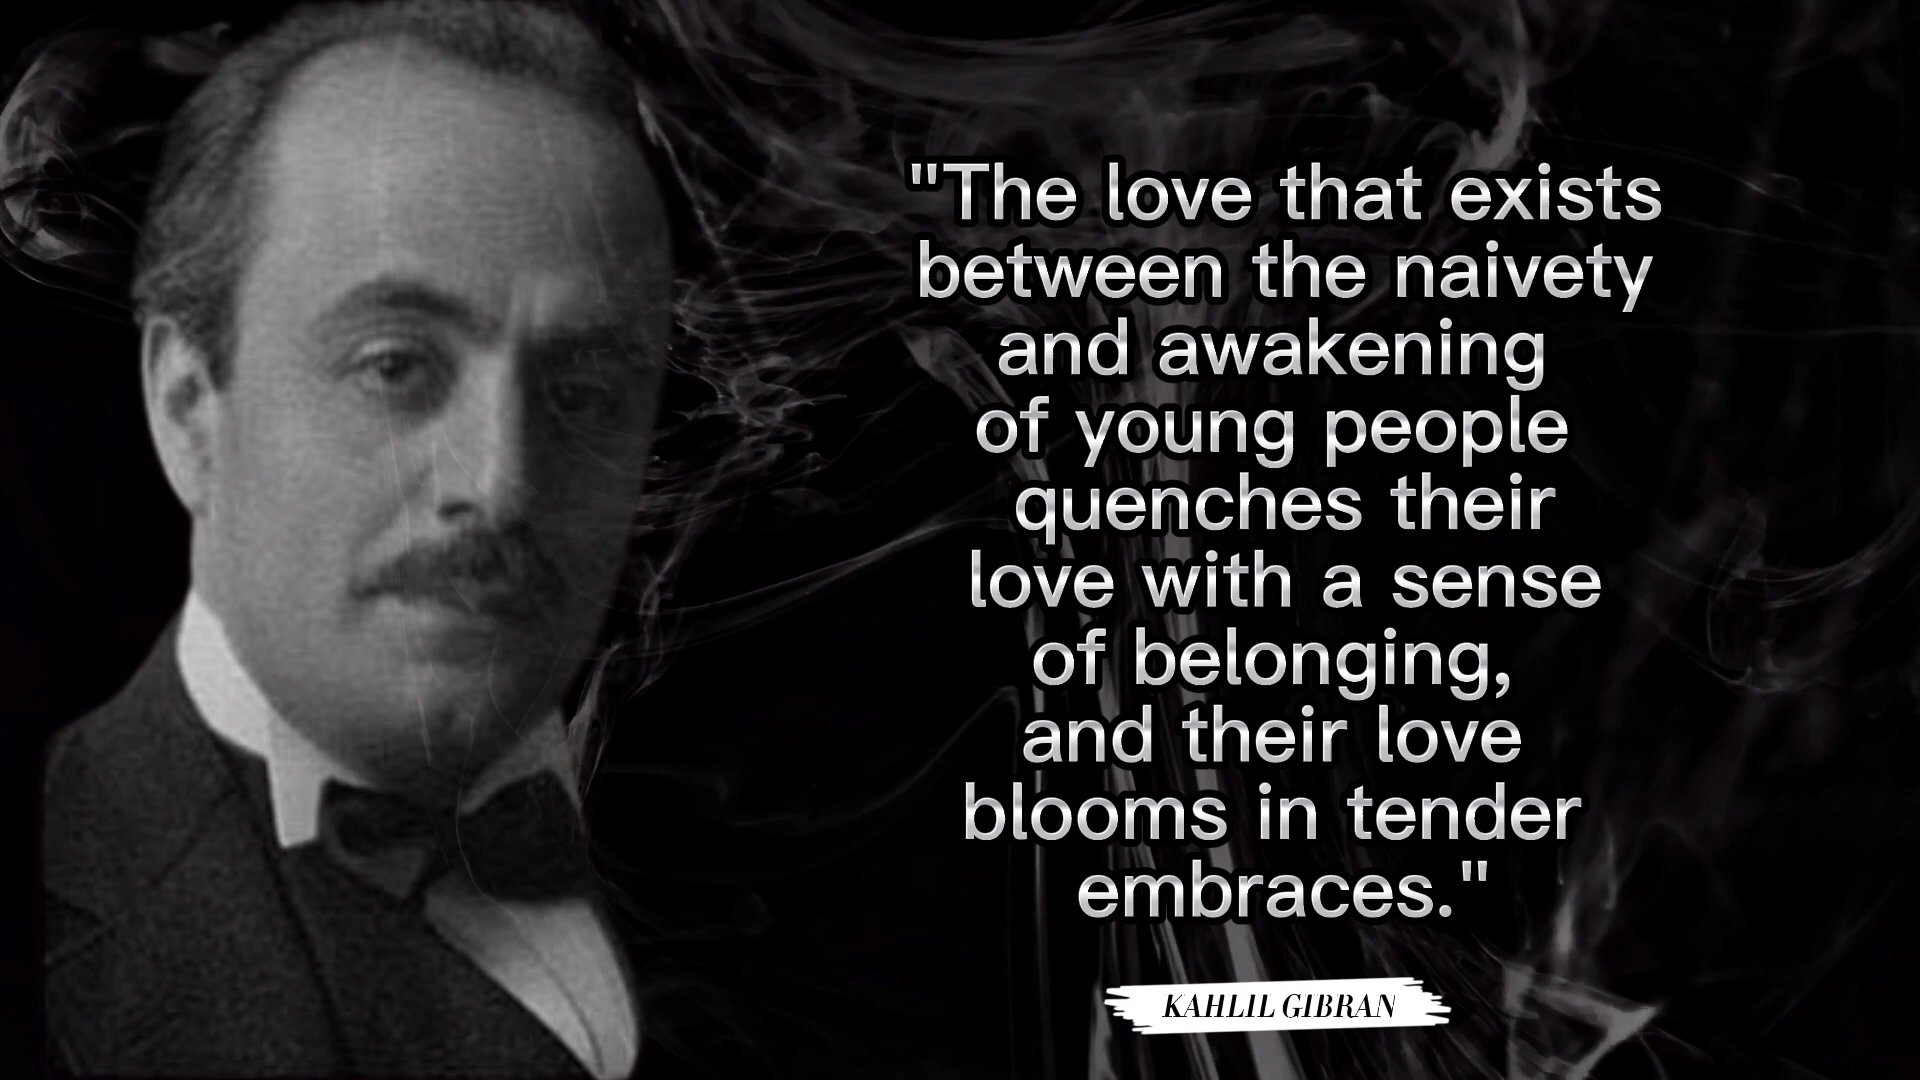 "The love that exists
between the naivety
and awakening
of young people
quenches their
love with a sense
of belonging,
and their love
blooms in tender
embraces."
KAHLIL GIBRAN